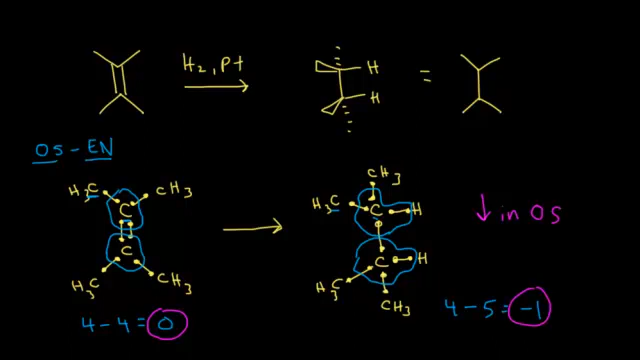 H2, Pt
H
H
=
OS-EN
H3C
CH3
C
C
H3C
CH3
4-4=0
CH3
H3C
C
H
C
H
H3C
CH3
↓ in OS
4-5=-1